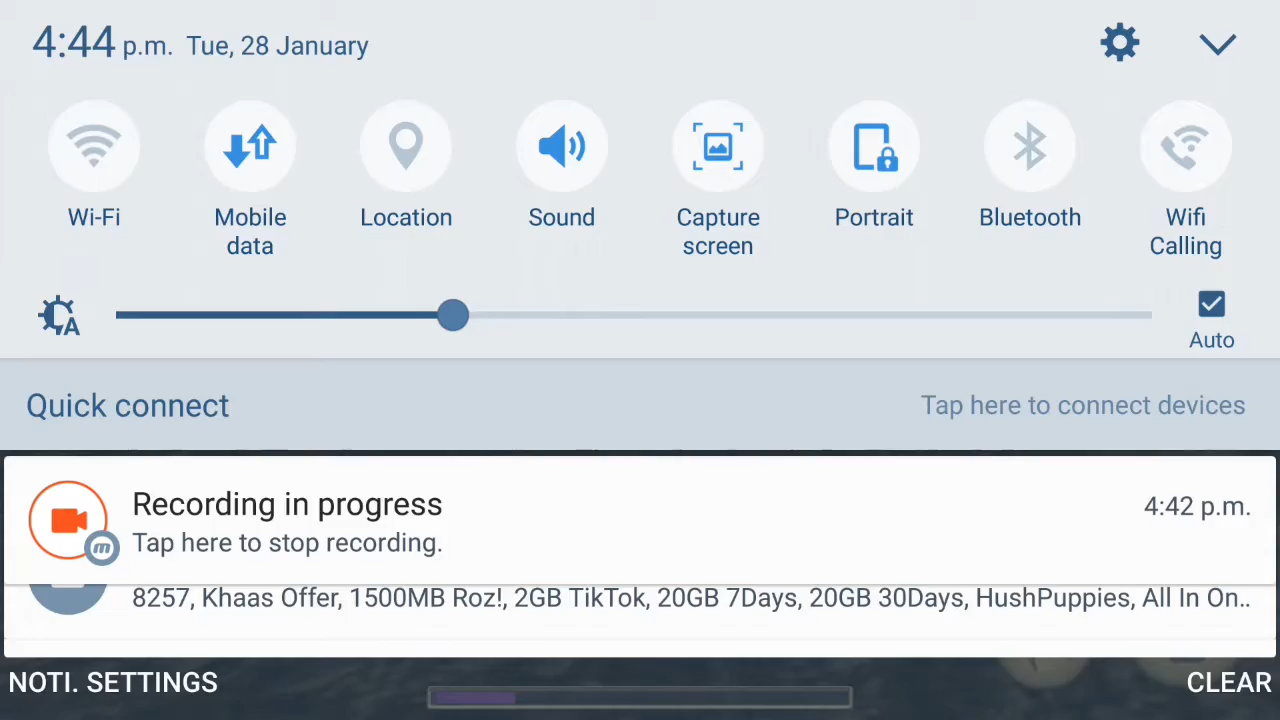 4:44 p.m. Tue, 28 January
Wi-Fi
Mobile
data
Location
Sound
Capture
screen
Portrait
Bluetooth
Wifi
Calling
A
Auto
Quick connect
Tap here to connect devices
Recording in progress
4:42 p.m.
m
Tap here to stop recording.
8257, Khaas Offer, 1500MB Roz!, 2GB TikTok, 20GB 7Days, 20GB 30Days, HushPuppies, All In On..
NOTI. SETTINGS
CLEAR